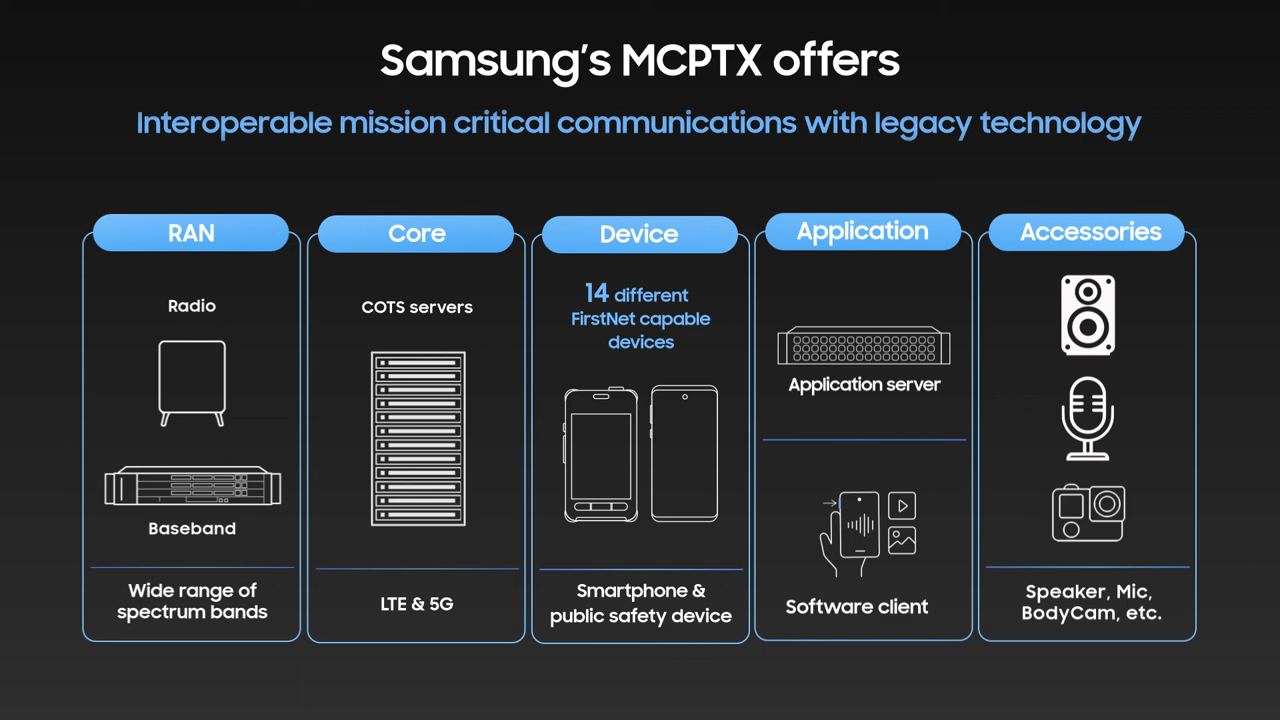 Samsung's MCPTX offers
Interoperable mission critical communications with legacy technology
RAN
Radio
Baseband
Wide range of
spectrum bands
Core
COTS servers
LTE & 5G
Device
14 different
FirstNet capable
devices
Smartphone &
public safety device
Application
Application server
Software client
Accessories
Speaker, Mic,
BodyCam, etc.